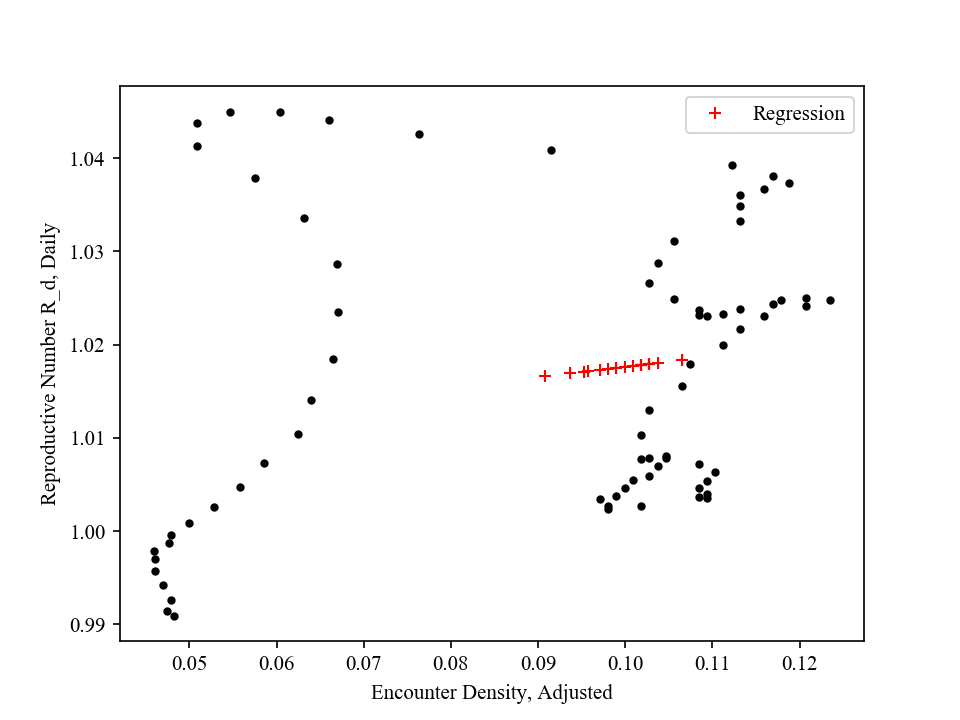 Regression
1.04
1.03
1.02
1.01
1.00
0.99
Reproductive Number R_d, Daily
0.05 0.06 0.07 0.08 0.09 0.10 0.11 0.12
Encounter Density, Adjusted